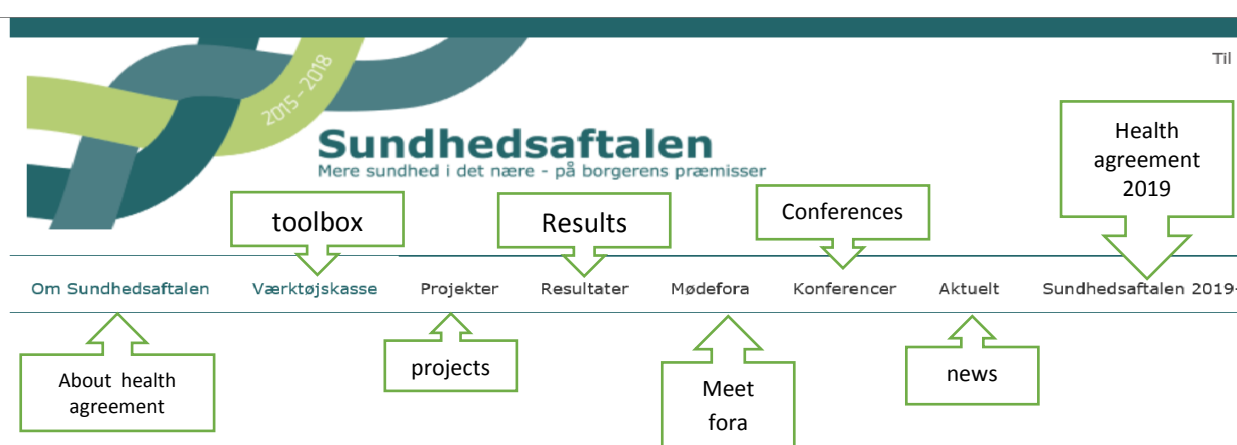 Til
2015-2018
Sundhedsaftalen
Mere sundhed i det nære - på borgerens præmisser
Health
agreement
2019
toolbox
Results
Conferences
Om Sundhedsaftalen Værktøjskasse Projekter Resultater Mødefora Konferencer Aktuelt Sundhedsaftalen 2019-
About health
agreement
projects
Meet
fora
news